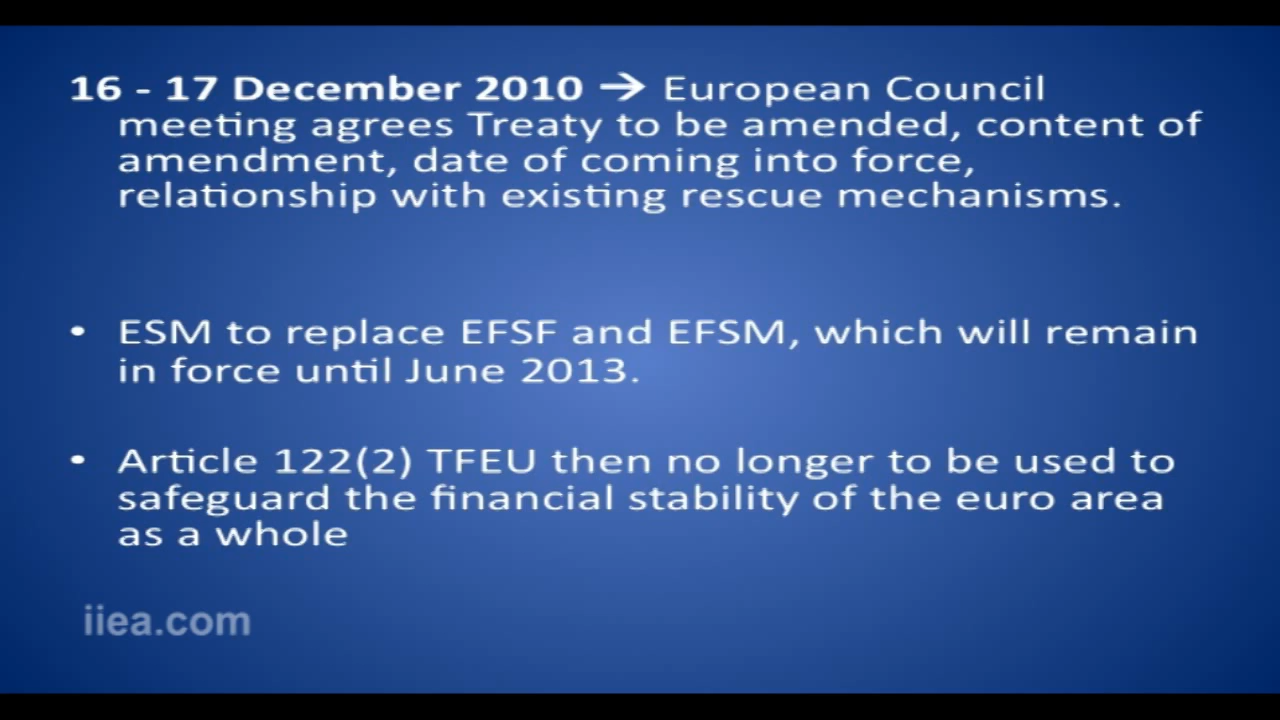 16 - 17 December 2010 → European Council
meeting agrees Treaty to be amended, content of
amendment, date of coming into force,
relationship with existing rescue mechanisms.
• ESM to replace EFSF and EFSM, which will remain
in force until June 2013.
• Article 122(2) TFEU then no longer to be used to
safeguard the financial stability of the euro area
as a whole
iiea.com